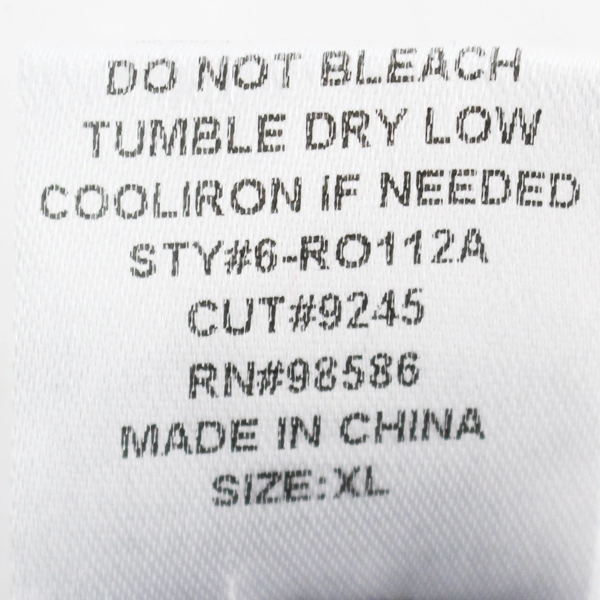 DO NOT BLEACH
TUMBLE DRY LOW
COOLIRON IF NEEDED
STY#6-RO112A
CUT#9245
RN#98586
MADE IN CHINA
SIZE:XL